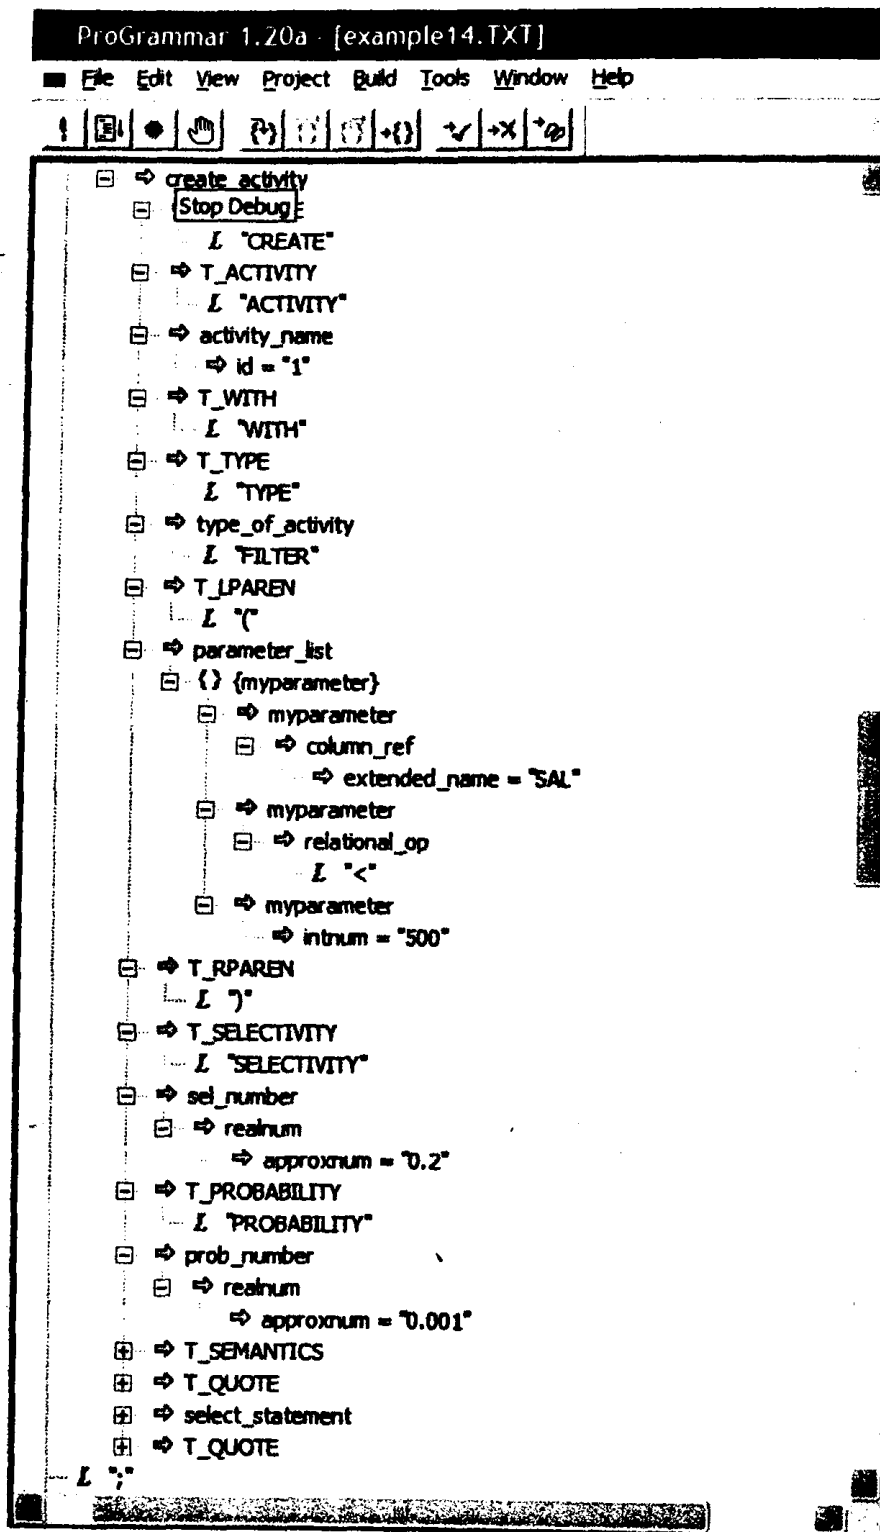 ProGrammar 1.20a - [example14.TXT]
File Edit View Project Build Tools Window Help
create_activity
Stop Debug E
L "CREATE"
T_ACTIVITY
L "ACTIVITY"
activity_name
id = "1"
T_WITH
L "WITH"
T_TYPE
L "TYPE"
type_of_activity
L "FILTER"
T_LPAREN
L "("
parameter_list
{} {myparameter}
myparameter
column_ref
extended_name = "SAL"
myparameter
relational_op
L "<"
myparameter
intnum = "500"
T_RPAREN
L ")"
T_SELECTIVITY
L "SELECTIVITY"
sel_number
realnum
approxnum = "0.2"
T_PROBABILITY
L "PROBABILITY"
prob_number
realnum
approxnum = "0.001"
T_SEMANTICS
T_QUOTE
select_statement
T_QUOTE
L ";"